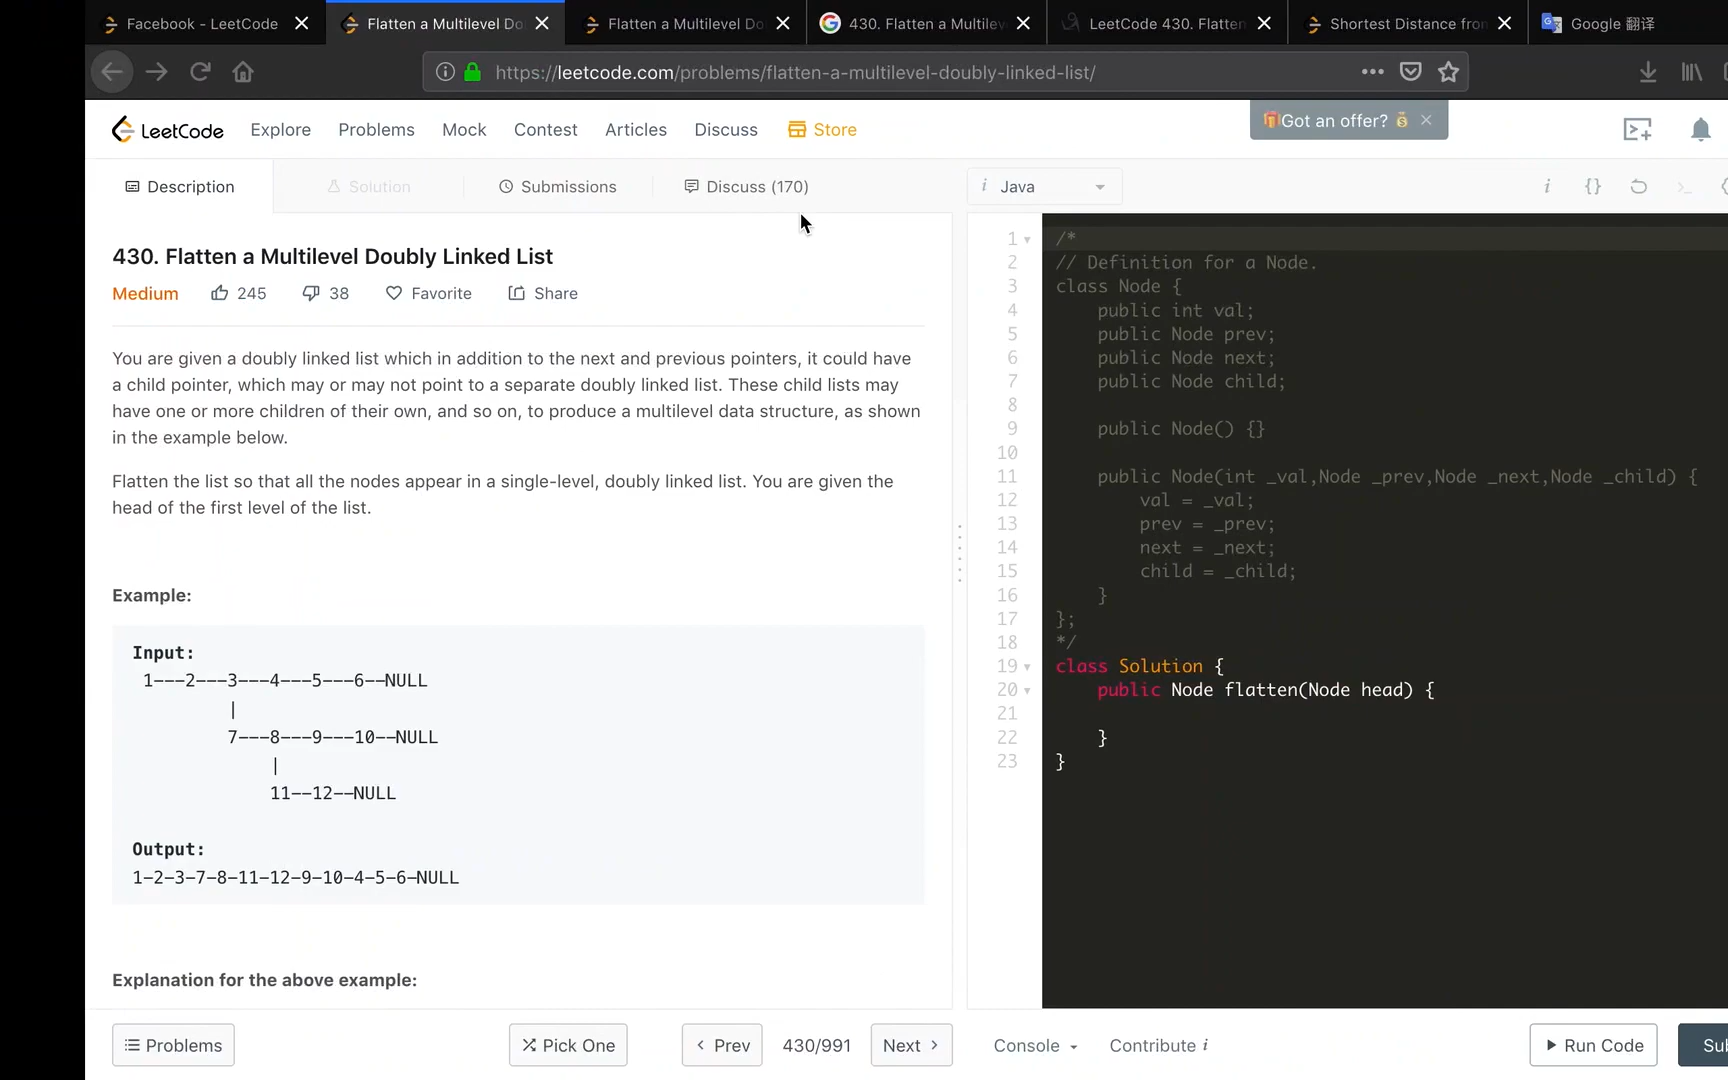 Facebook - LeetCode
Flatten a Multilevel Do
Flatten a Multilevel Do
430. Flatten a Multilev
LeetCode 430. Flatten
Shortest Distance from
Google 翻译
https://leetcode.com/problems/flatten-a-multilevel-doubly-linked-list/
LeetCode
Explore
Problems
Mock
Contest
Articles
Discuss
Store
Got an offer?
Description
Solution
Submissions
Discuss (170)
i Java
430. Flatten a Multilevel Doubly Linked List
Medium
245
38
Favorite
Share
You are given a doubly linked list which in addition to the next and previous pointers, it could have
a child pointer, which may or may not point to a separate doubly linked list. These child lists may
have one or more children of their own, and so on, to produce a multilevel data structure, as shown
in the example below.
Flatten the list so that all the nodes appear in a single-level, doubly linked list. You are given the
head of the first level of the list.
Example:
Input:
1---2---3---4---5---6--NULL
|
7---8---9---10--NULL
|
11--12--NULL
Output:
1-2-3-7-8-11-12-9-10-4-5-6-NULL
Explanation for the above example:
1 /*
2 // Definition for a Node.
3 class Node {
4 public int val;
5 public Node prev;
6 public Node next;
7 public Node child;
8
9 public Node() {}
10
11 public Node(int _val,Node _prev,Node _next,Node _child) {
12 val = _val;
13 prev = _prev;
14 next = _next;
15 child = _child;
16 }
17 };
18 */
19 class Solution {
20 public Node flatten(Node head) {
21
22 }
23 }
Problems
Pick One
Prev
430/991
Next
Console
Contribute i
Run Code
Su